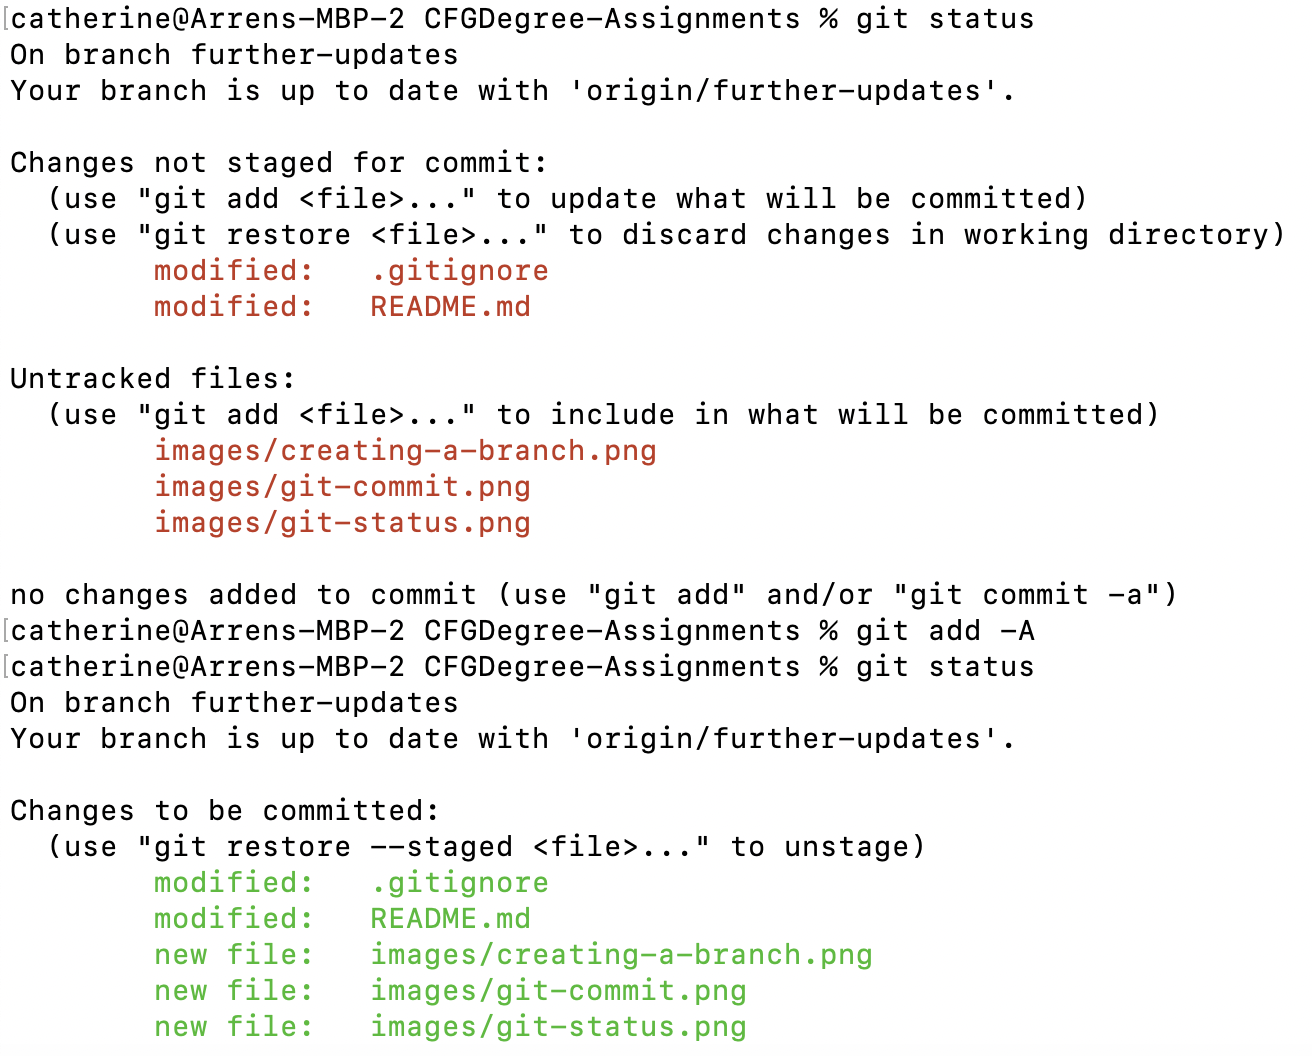 [catherine@Arrens-MBP-2 CFGDegree-Assignments % git status
On branch further-updates
Your branch is up to date with 'origin/further-updates'.
Changes not staged for commit:
  (use "git add <file>..." to update what will be committed)
  (use "git restore <file>..." to discard changes in working directory)
        modified:   .gitignore
        modified:   README.md
Untracked files:
  (use "git add <file>..." to include in what will be committed)
        images/creating-a-branch.png
        images/git-commit.png
        images/git-status.png
no changes added to commit (use "git add" and/or "git commit -a")
[catherine@Arrens-MBP-2 CFGDegree-Assignments % git add -A
[catherine@Arrens-MBP-2 CFGDegree-Assignments % git status
On branch further-updates
Your branch is up to date with 'origin/further-updates'.
Changes to be committed:
  (use "git restore --staged <file>..." to unstage)
        modified:   .gitignore
        modified:   README.md
        new file:   images/creating-a-branch.png
        new file:   images/git-commit.png
        new file:   images/git-status.png